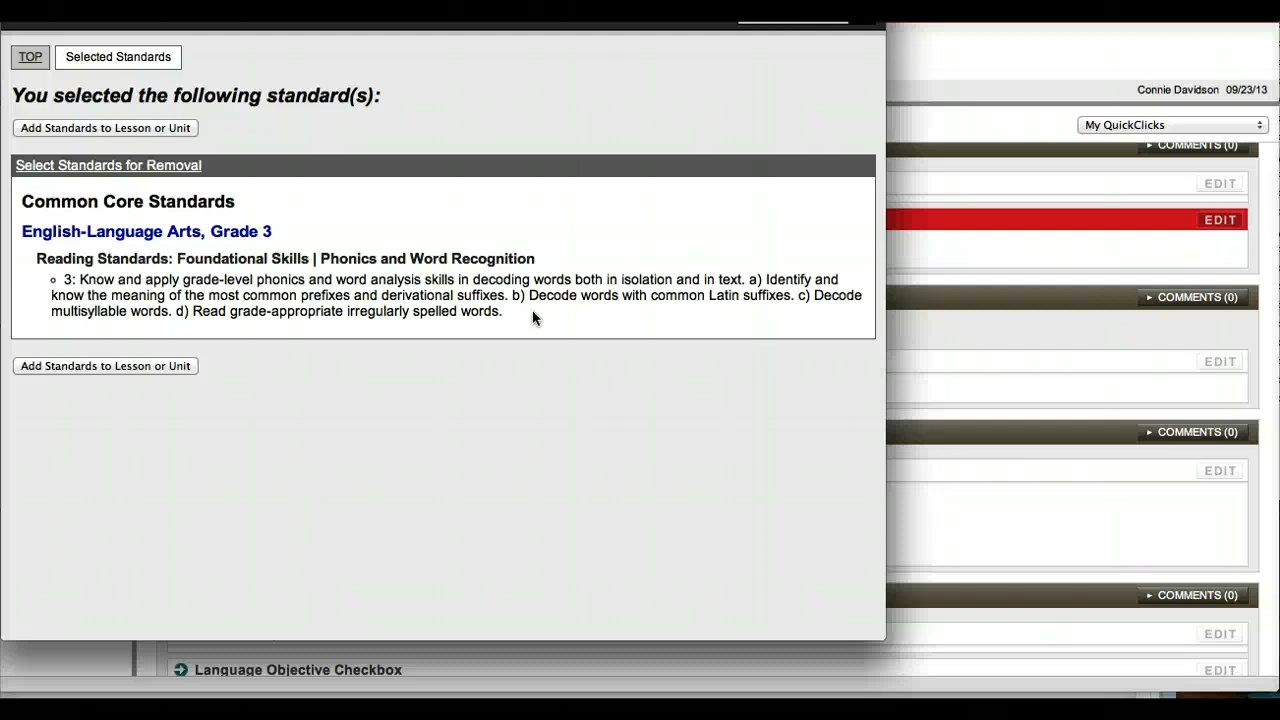 TOP
Selected Standards
You selected the following standard(s):
Add Standards to Lesson or Unit
Select Standards for Removal
Common Core Standards
English-Language Arts, Grade 3
Reading Standards: Foundational Skills | Phonics and Word Recognition
3: Know and apply grade-level phonics and word analysis skills in decoding words both in isolation and in text. a) Identify and
know the meaning of the most common prefixes and derivational suffixes. b) Decode words with common Latin suffixes. c) Decode
multisyllable words. d) Read grade-appropriate irregularly spelled words.
Add Standards to Lesson or Unit
Connie Davidson 09/23/13
My QuickClicks
COMMENTS (0)
EDIT
EDIT
COMMENTS (0)
EDIT
COMMENTS (0)
EDIT
COMMENTS (0)
EDIT
Language Objective Checkbox
EDIT